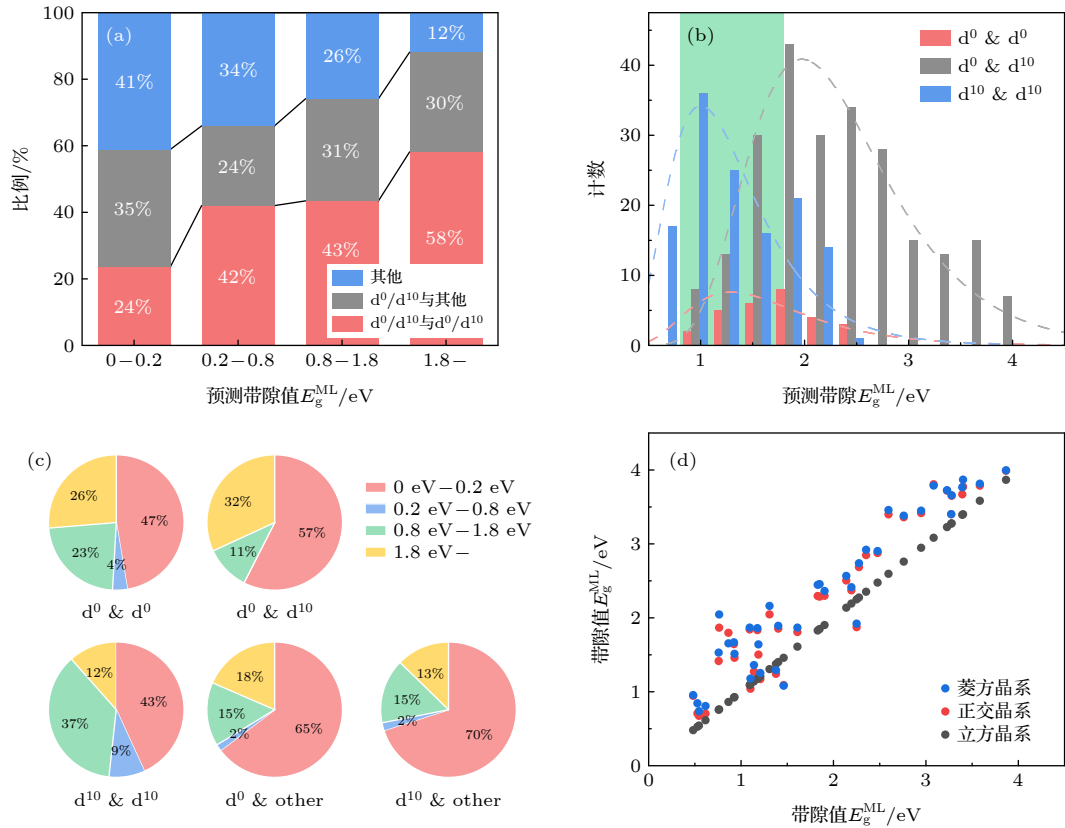 (a)
比例/%
100
80
60
40
20
0
41%
35%
24%
34%
24%
42%
26%
31%
43%
12%
30%
58%
其他
d⁰/d¹⁰与其他
d⁰/d¹⁰与d⁰/d¹⁰
0−0.2
0.2−0.8
0.8−1.8
1.8−
预测带隙值E_g^ML/eV
(b)
计数
40
30
20
10
0
d⁰ & d⁰
d⁰ & d¹⁰
d¹⁰ & d¹⁰
1
2
3
4
预测带隙E_g^ML/eV
(c)
26%
47%
23%
4%
d⁰ & d⁰
32%
57%
11%
d⁰ & d¹⁰
0 eV−0.2 eV
0.2 eV−0.8 eV
0.8 eV−1.8 eV
1.8 eV−
12%
43%
37%
9%
d¹⁰ & d¹⁰
18%
15%
2%
65%
d⁰ & other
13%
15%
2%
70%
d¹⁰ & other
(d)
带隙值E_g^ML/eV
4
3
2
1
0
菱方晶系
正交晶系
立方晶系
0
1
2
3
4
带隙值E_g^ML/eV